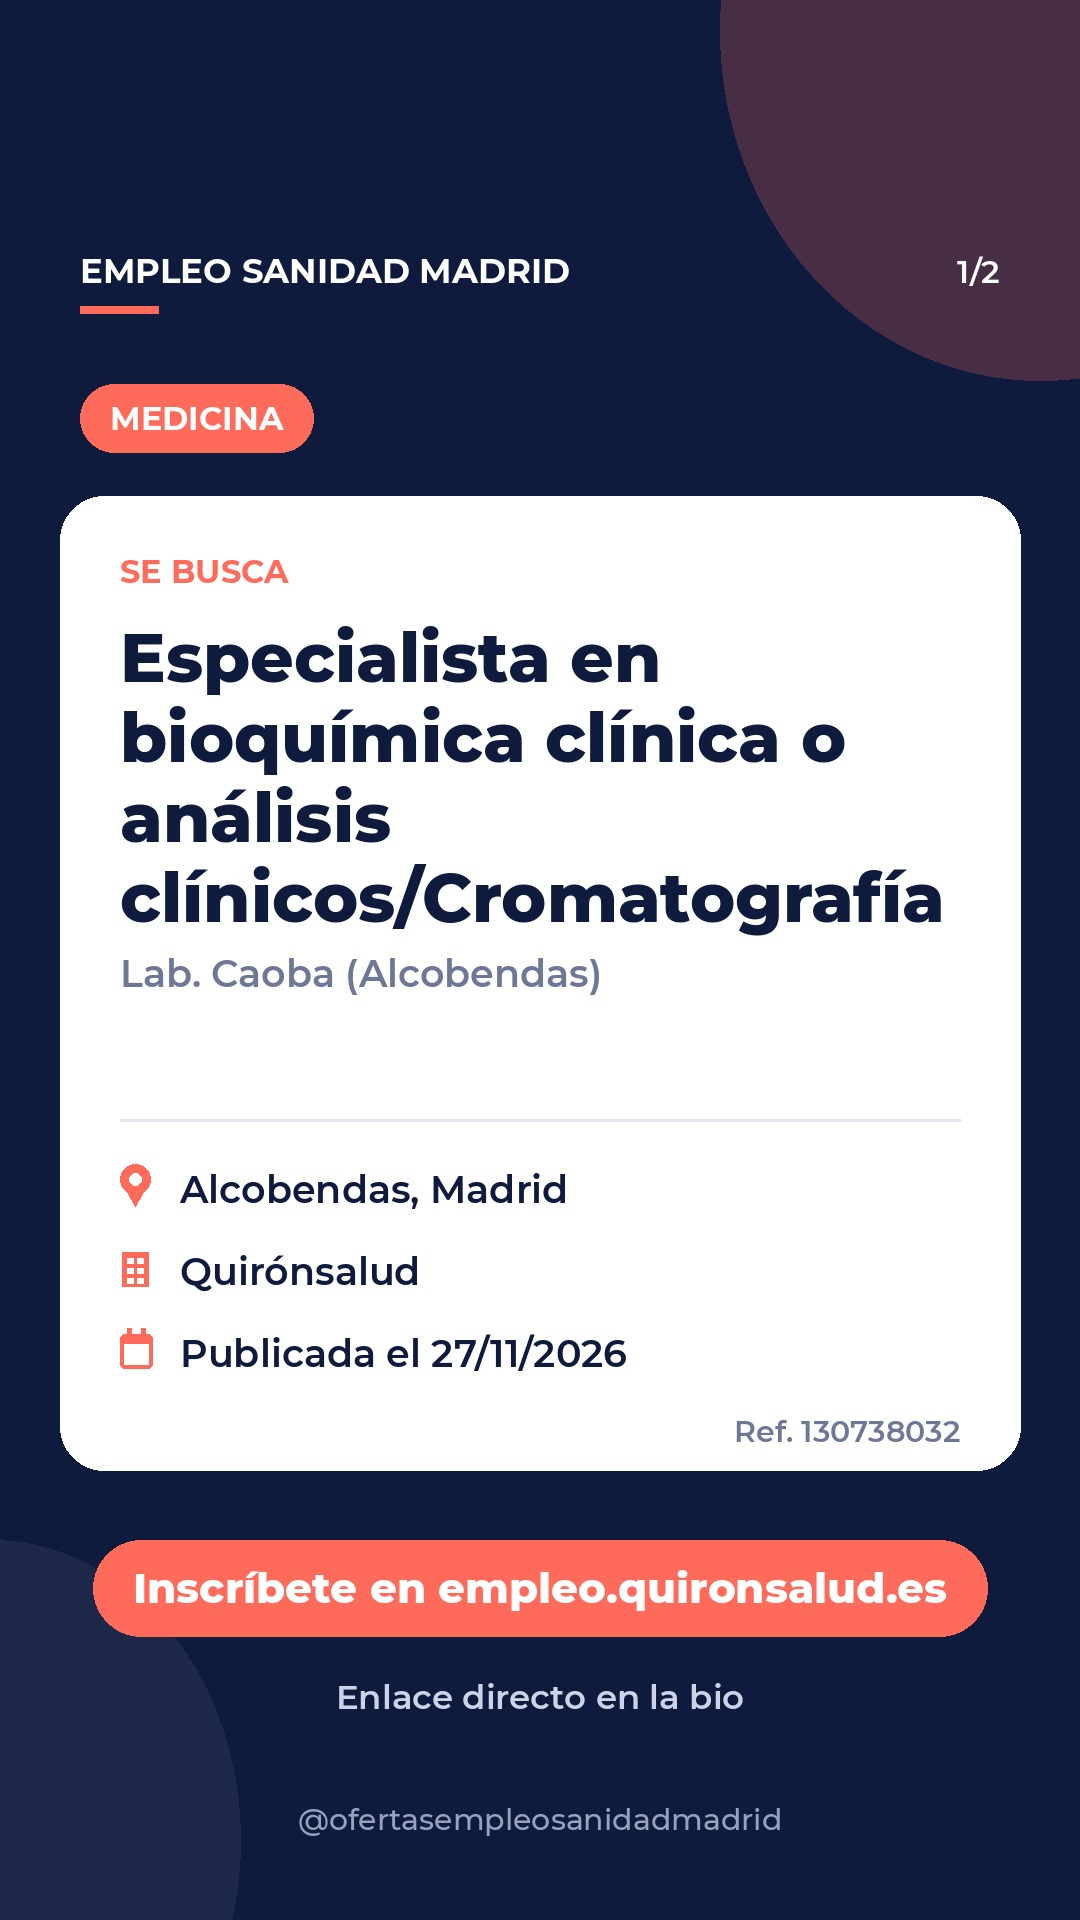 EMPLEO SANIDAD MADRID
1/2
MEDICINA
SE BUSCA
Especialista en
bioquímica clínica o
análisis
clínicos/Cromatografía
Lab. Caoba (Alcobendas)
Alcobendas, Madrid
Quirónsalud
Publicada el 27/11/2026
Ref. 130738032
Inscríbete en empleo.quironsalud.es
Enlace directo en la bio
@ofertasempleosanidadmadrid